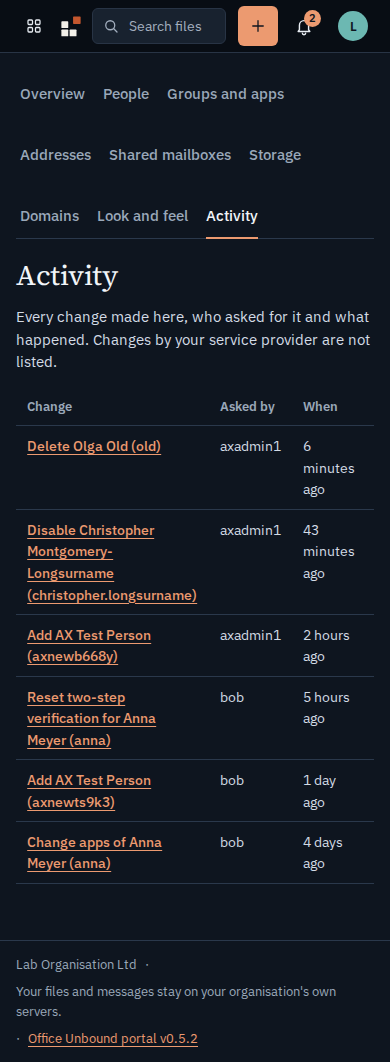 Search files
2
L
Overview People Groups and apps
Addresses Shared mailboxes Storage
Domains Look and feel Activity
Activity
Every change made here, who asked for it and what
happened. Changes by your service provider are not
listed.
Change Asked by When
Delete Olga Old (old) axadmin1 6
minutes
ago
Disable Christopher axadmin1 43
Montgomery- minutes
Longsurname ago
(christopher.longsurname)
Add AX Test Person axadmin1 2 hours
(axnewb668y) ago
Reset two-step bob 5 hours
verification for Anna ago
Meyer (anna)
Add AX Test Person bob 1 day
(axnewts9k3) ago
Change apps of Anna bob 4 days
Meyer (anna) ago
Lab Organisation Ltd ·
Your files and messages stay on your organisation's own
servers.
· Office Unbound portal v0.5.2